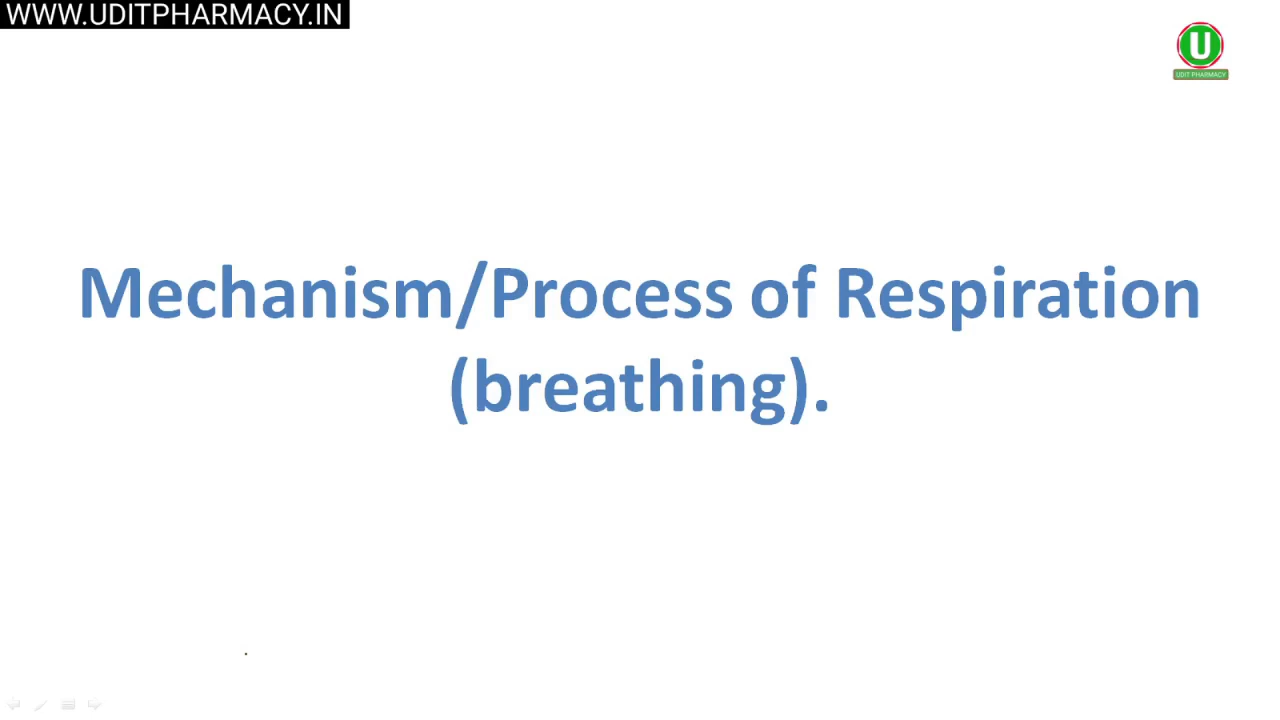 WWW.UDITPHARMACY.IN
U
UDIT PHARMACY
Mechanism/Process of Respiration
(breathing).